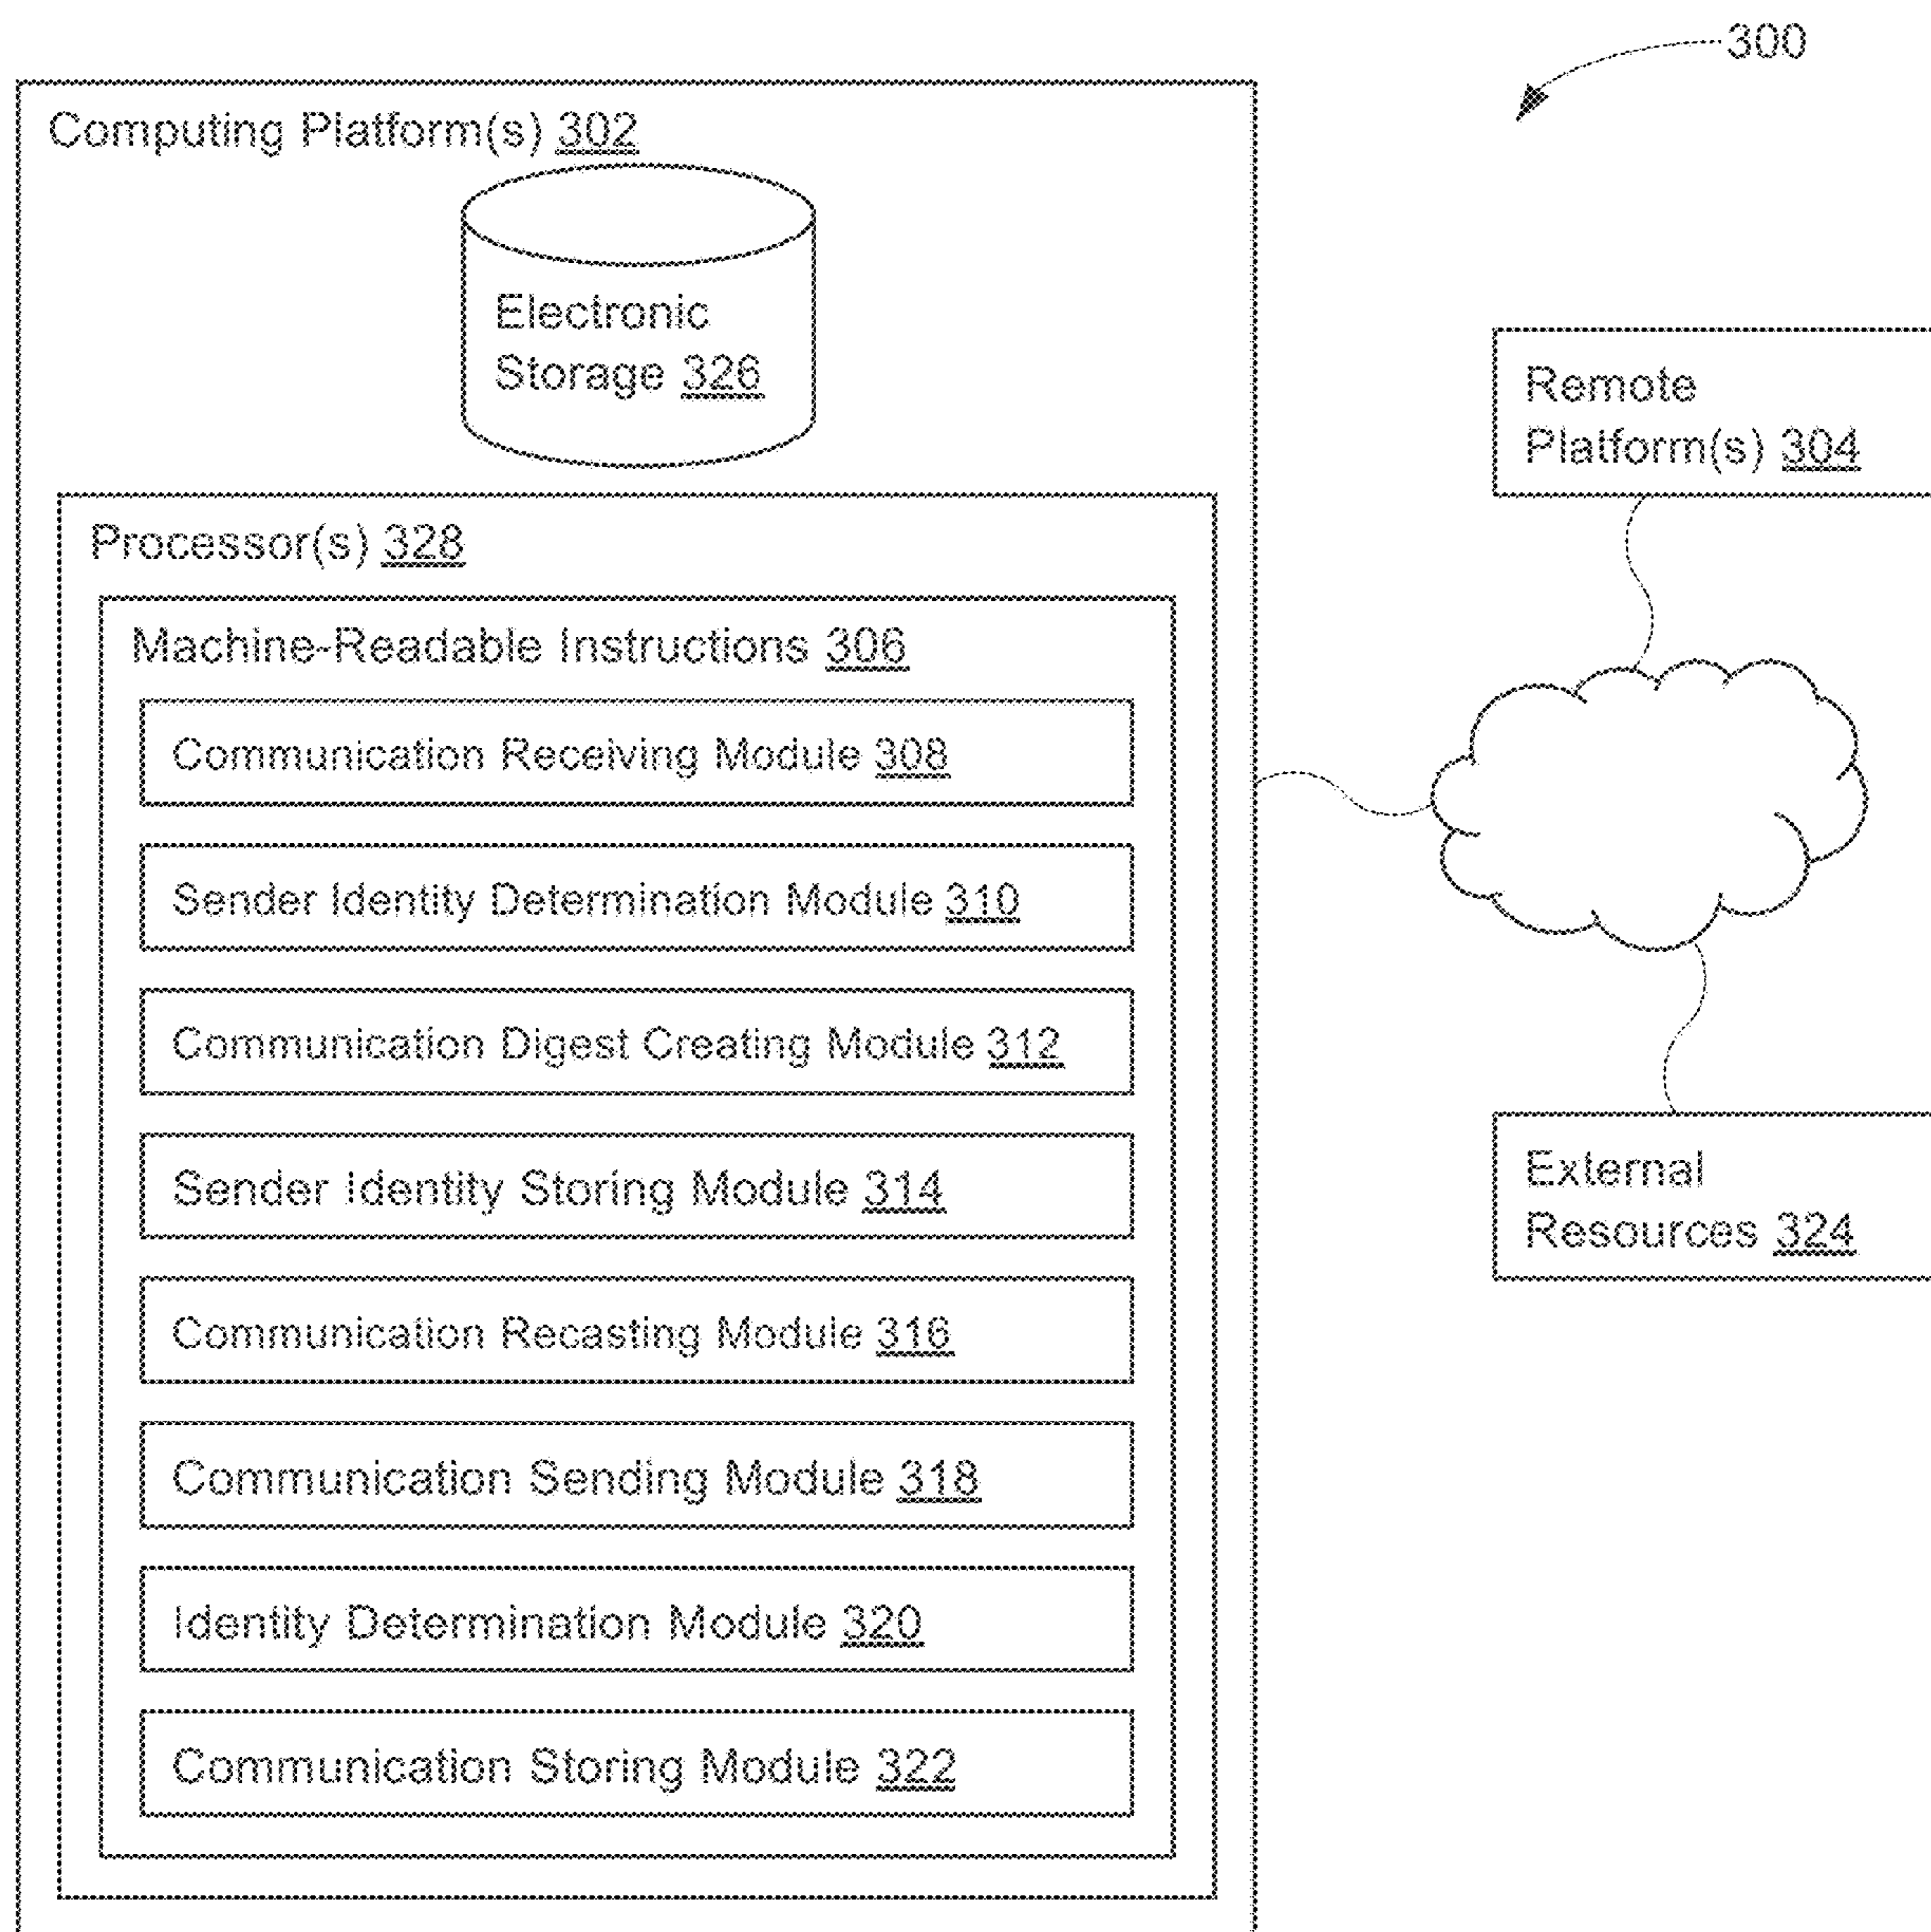 300
Computing Platform(s) 302
Electronic
Storage 326
Processor(s) 328
Machine-Readable Instructions 306
Communication Receiving Module 308
Sender Identity Determination Module 310
Communication Digest Creating Module 312
Sender Identity Storing Module 314
Communication Recasting Module 316
Communication Sending Module 318
Identity Determination Module 320
Communication Storing Module 322
Remote
Platform(s) 304
External
Resources 324